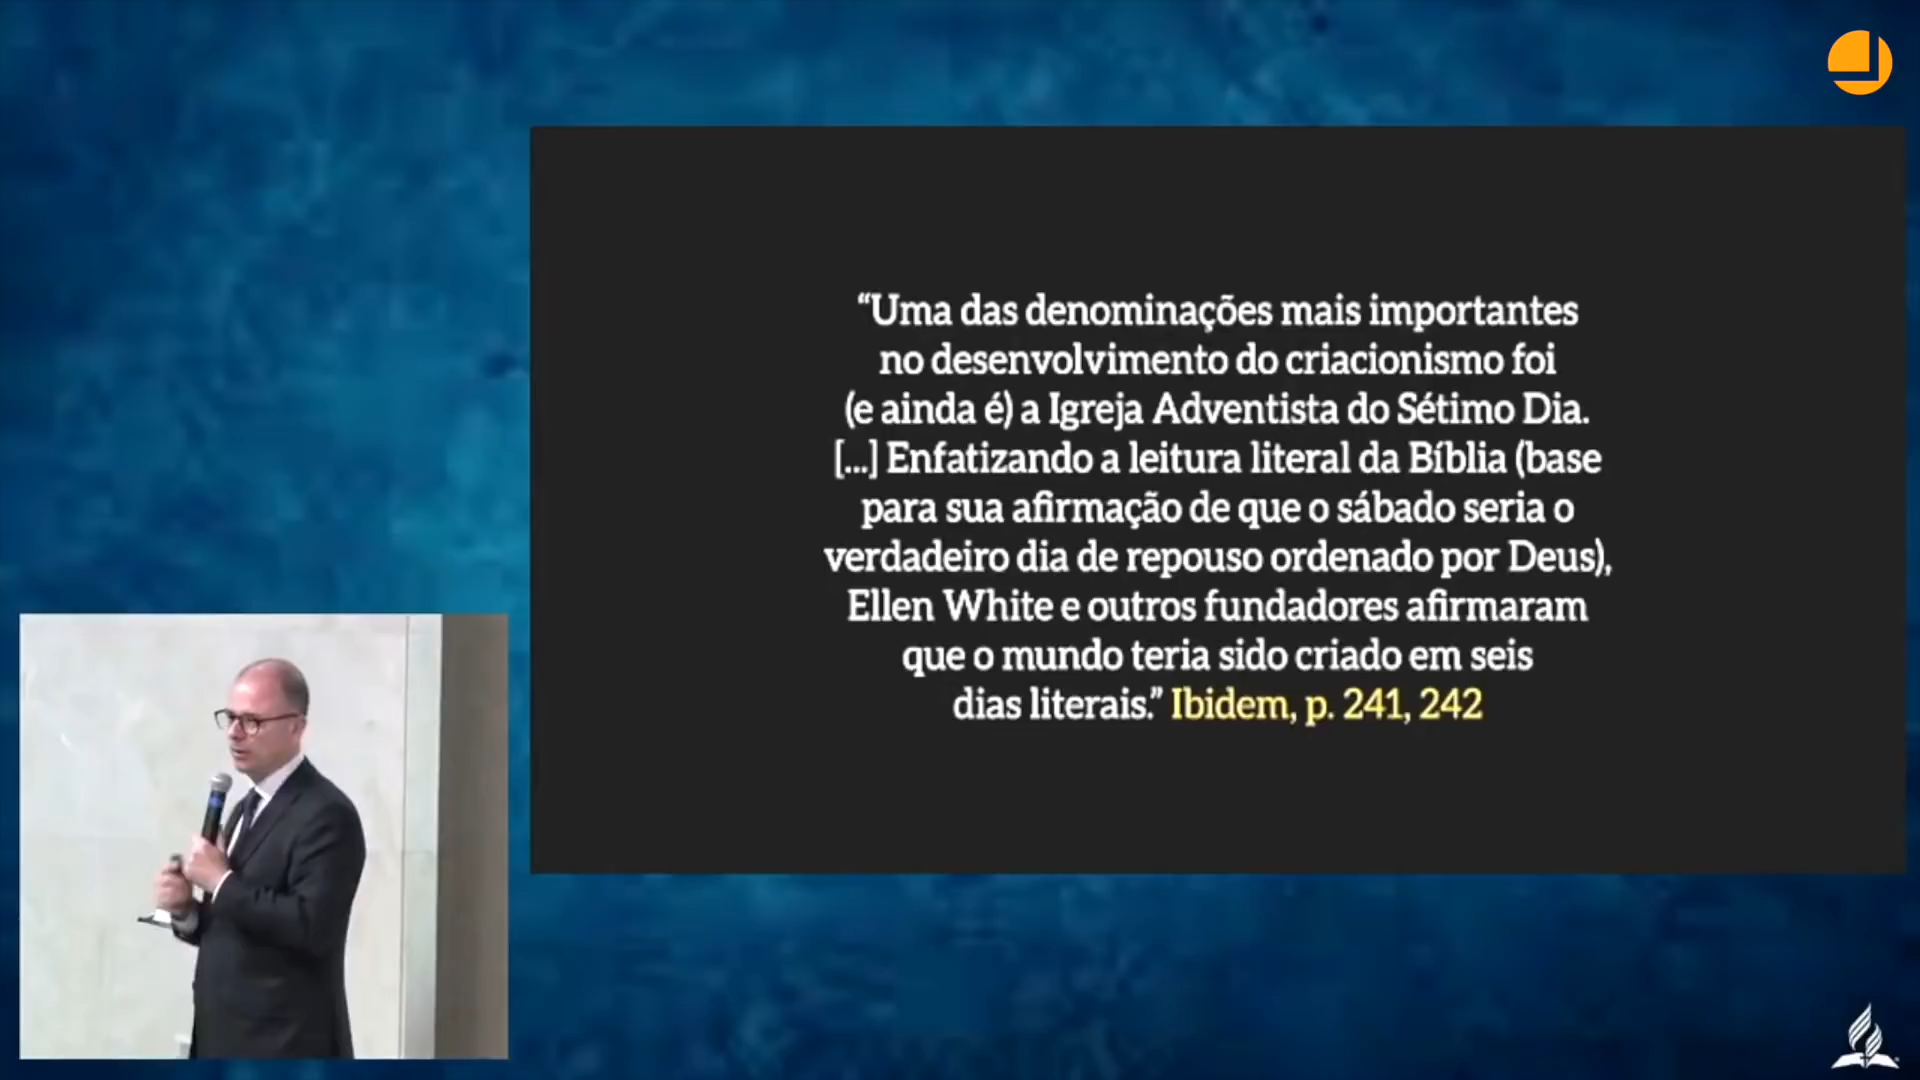 “Uma das denominações mais importantes
no desenvolvimento do criacionismo foi
(e ainda é) a Igreja Adventista do Sétimo Dia.
[...] Enfatizando a leitura literal da Bíblia (base
para sua afirmação de que o sábado seria o
verdadeiro dia de repouso ordenado por Deus),
Ellen White e outros fundadores afirmaram
que o mundo teria sido criado em seis
dias literais.” Ibidem, p. 241, 242